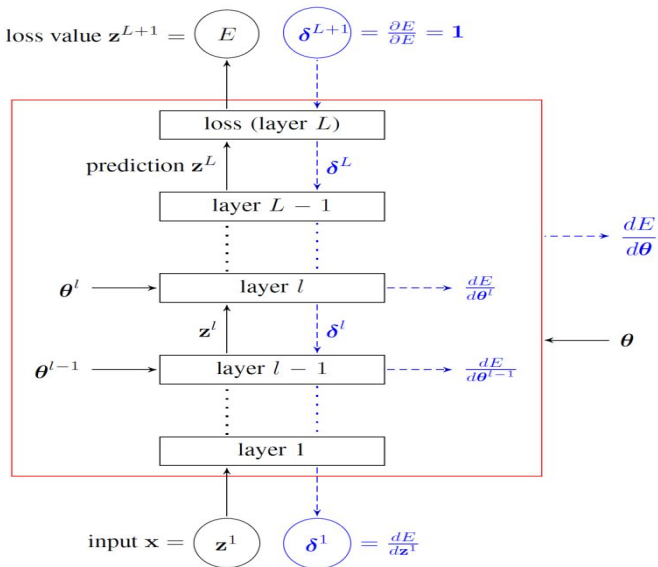 loss value z^{L+1} = E δ^{L+1} = ∂E/∂E = 1
loss (layer L)
prediction z^L δ^L
layer L − 1
dE/dθ
θ^l layer l dE/dθ^l
z^l δ^l
θ
θ^{l−1} layer l − 1 dE/dθ^{l−1}
layer 1
input x = z^1 δ^1 = dE/dz^1